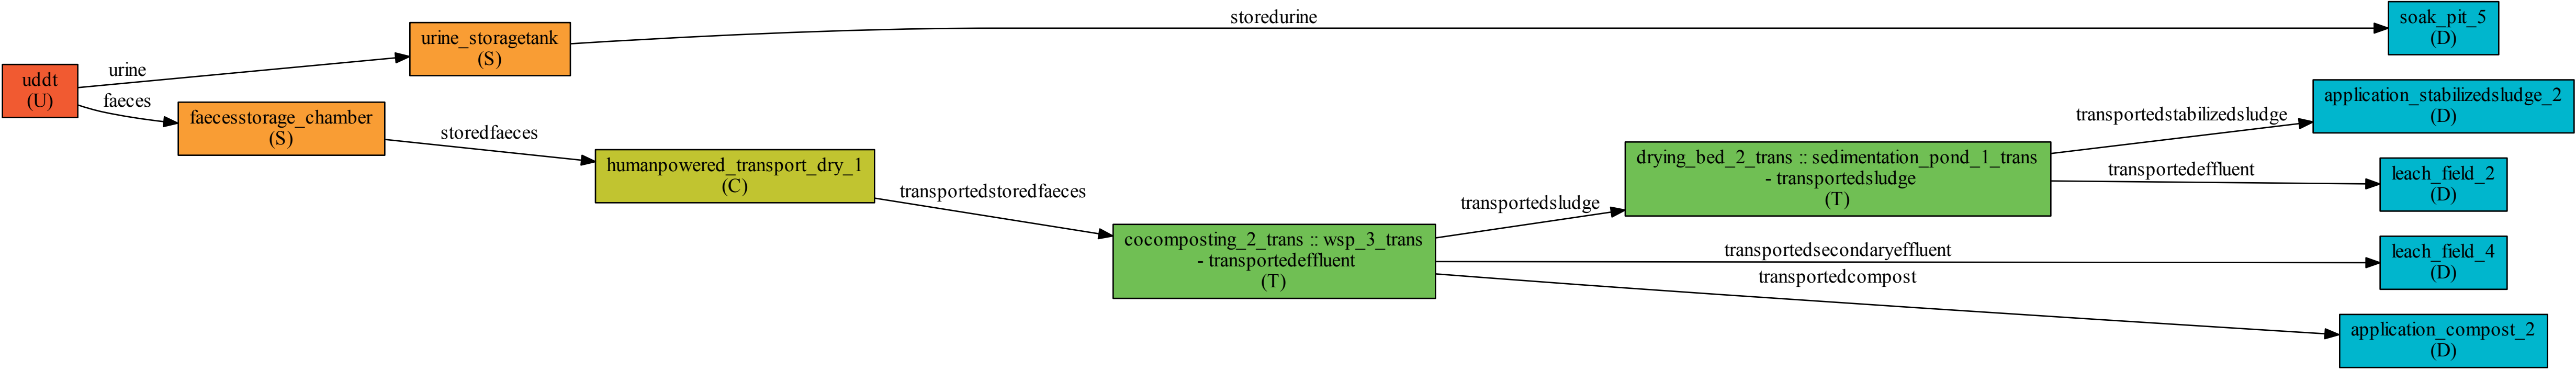 uddt
(U)
urine
faeces
urine_storagetank
(S)
faecesstorage_chamber
(S)
storedurine
storedfaeces
humanpowered_transport_dry_1
(C)
transportedstoredfaeces
cocomposting_2_trans :: wsp_3_trans
- transportedeffluent
(T)
transportedsludge
transportedsecondaryeffluent
transportedcompost
drying_bed_2_trans :: sedimentation_pond_1_trans
- transportedsludge
(T)
transportedstabilizedsludge
transportedeffluent
soak_pit_5
(D)
application_stabilizedsludge_2
(D)
leach_field_2
(D)
leach_field_4
(D)
application_compost_2
(D)